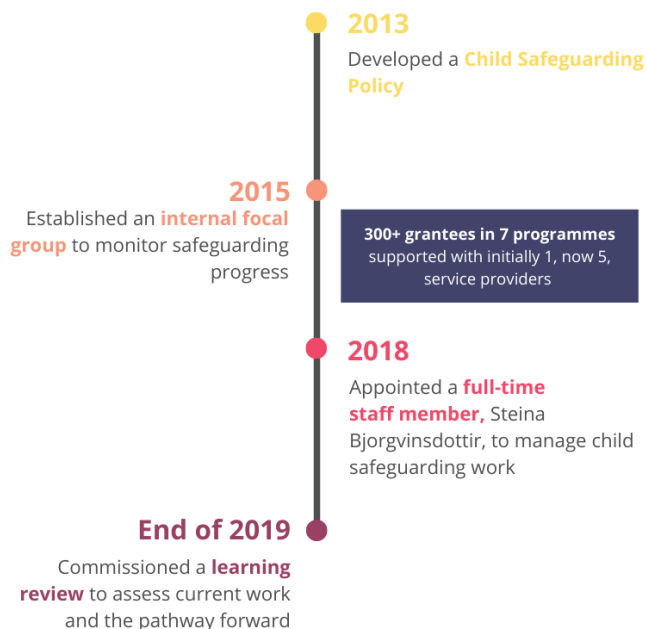 2013
Developed a Child Safeguarding
Policy
2015
Established an internal focal
group to monitor safeguarding
progress
300+ grantees in 7 programmes
supported with initially 1, now 5,
service providers
2018
Appointed a full-time
staff member, Steina
Bjorgvinsdottir, to manage child
safeguarding work
End of 2019
Commissioned a learning
review to assess current work
and the pathway forward